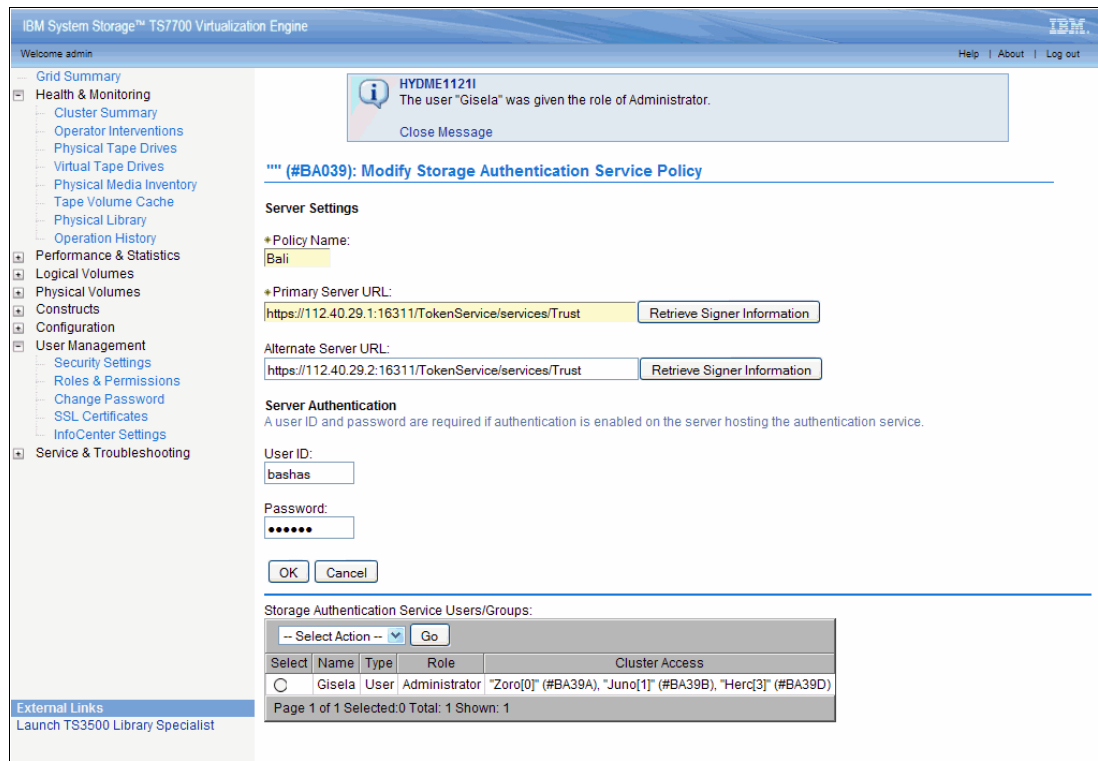 IBM System Storage™ TS7700 Virtualization Engine
IBM.
Welcome admin
Help | About | Log out
Grid Summary
Health & Monitoring
Cluster Summary
Operator Interventions
Physical Tape Drives
Virtual Tape Drives
Physical Media Inventory
Tape Volume Cache
Physical Library
Operation History
Performance & Statistics
Logical Volumes
Physical Volumes
Constructs
Configuration
User Management
Security Settings
Roles & Permissions
Change Password
SSL Certificates
InfoCenter Settings
Service & Troubleshooting
External Links
Launch TS3500 Library Specialist
HYDME1121I
The user "Gisela" was given the role of Administrator.
Close Message
"" (#BA039): Modify Storage Authentication Service Policy
Server Settings
*Policy Name:
Bali
*Primary Server URL:
https://112.40.29.1:16311/TokenService/services/Trust Retrieve Signer Information
Alternate Server URL:
https://112.40.29.2:16311/TokenService/services/Trust Retrieve Signer Information
Server Authentication
A user ID and password are required if authentication is enabled on the server hosting the authentication service.
User ID:
bashas
Password:
••••••
OK Cancel
Storage Authentication Service Users/Groups:
-- Select Action -- Go
Select Name Type Role Cluster Access
Gisela User Administrator "Zoro[0]" (#BA39A), "Juno[1]" (#BA39B), "Herc[3]" (#BA39D)
Page 1 of 1 Selected:0 Total: 1 Shown: 1